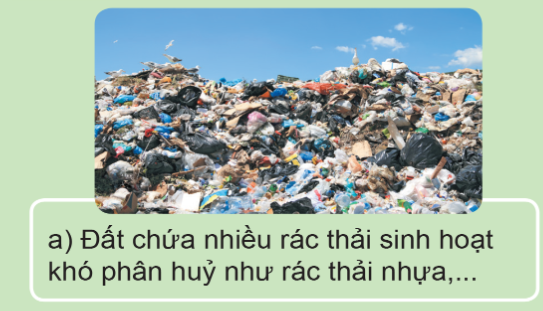 a) Đất chứa nhiều rác thải sinh hoạt
khó phân huỷ như rác thải nhựa,...